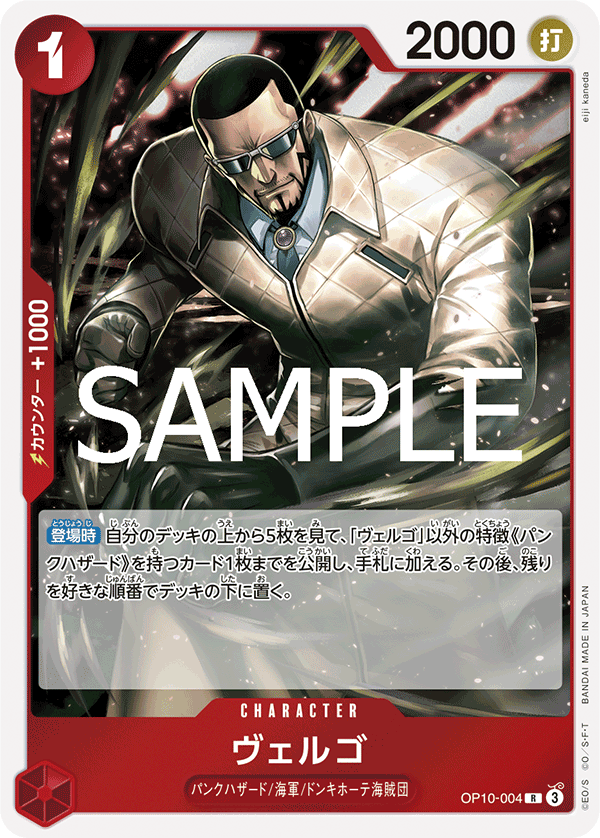 1
2000
打
eiji kaneda
カウンター +1000
SAMPLE
登場時 自分のデッキの上から5枚を見て、「ヴェルゴ」以外の特徴《パン
クハザード》を持つカード1枚までを公開し、手札に加える。その後、残り
を好きな順番でデッキの下に置く。
CHARACTER
ヴェルゴ
パンクハザード/海軍/ドンキホーテ海賊団
OP10-004 R 3
©E.O/S ©O/S・F・T BANDAI MADE IN JAPAN